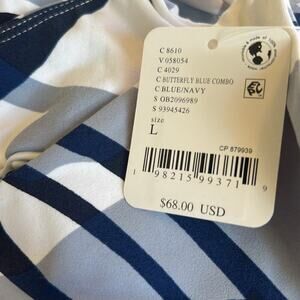 C 8610
V 058054
C 4029
C BUTTERFLY BLUE COMBO
C BLUE/NAVY
S OB2096989
S 93945426
size
L
CP 879939
1 98215 99371 9
$68.00 USD